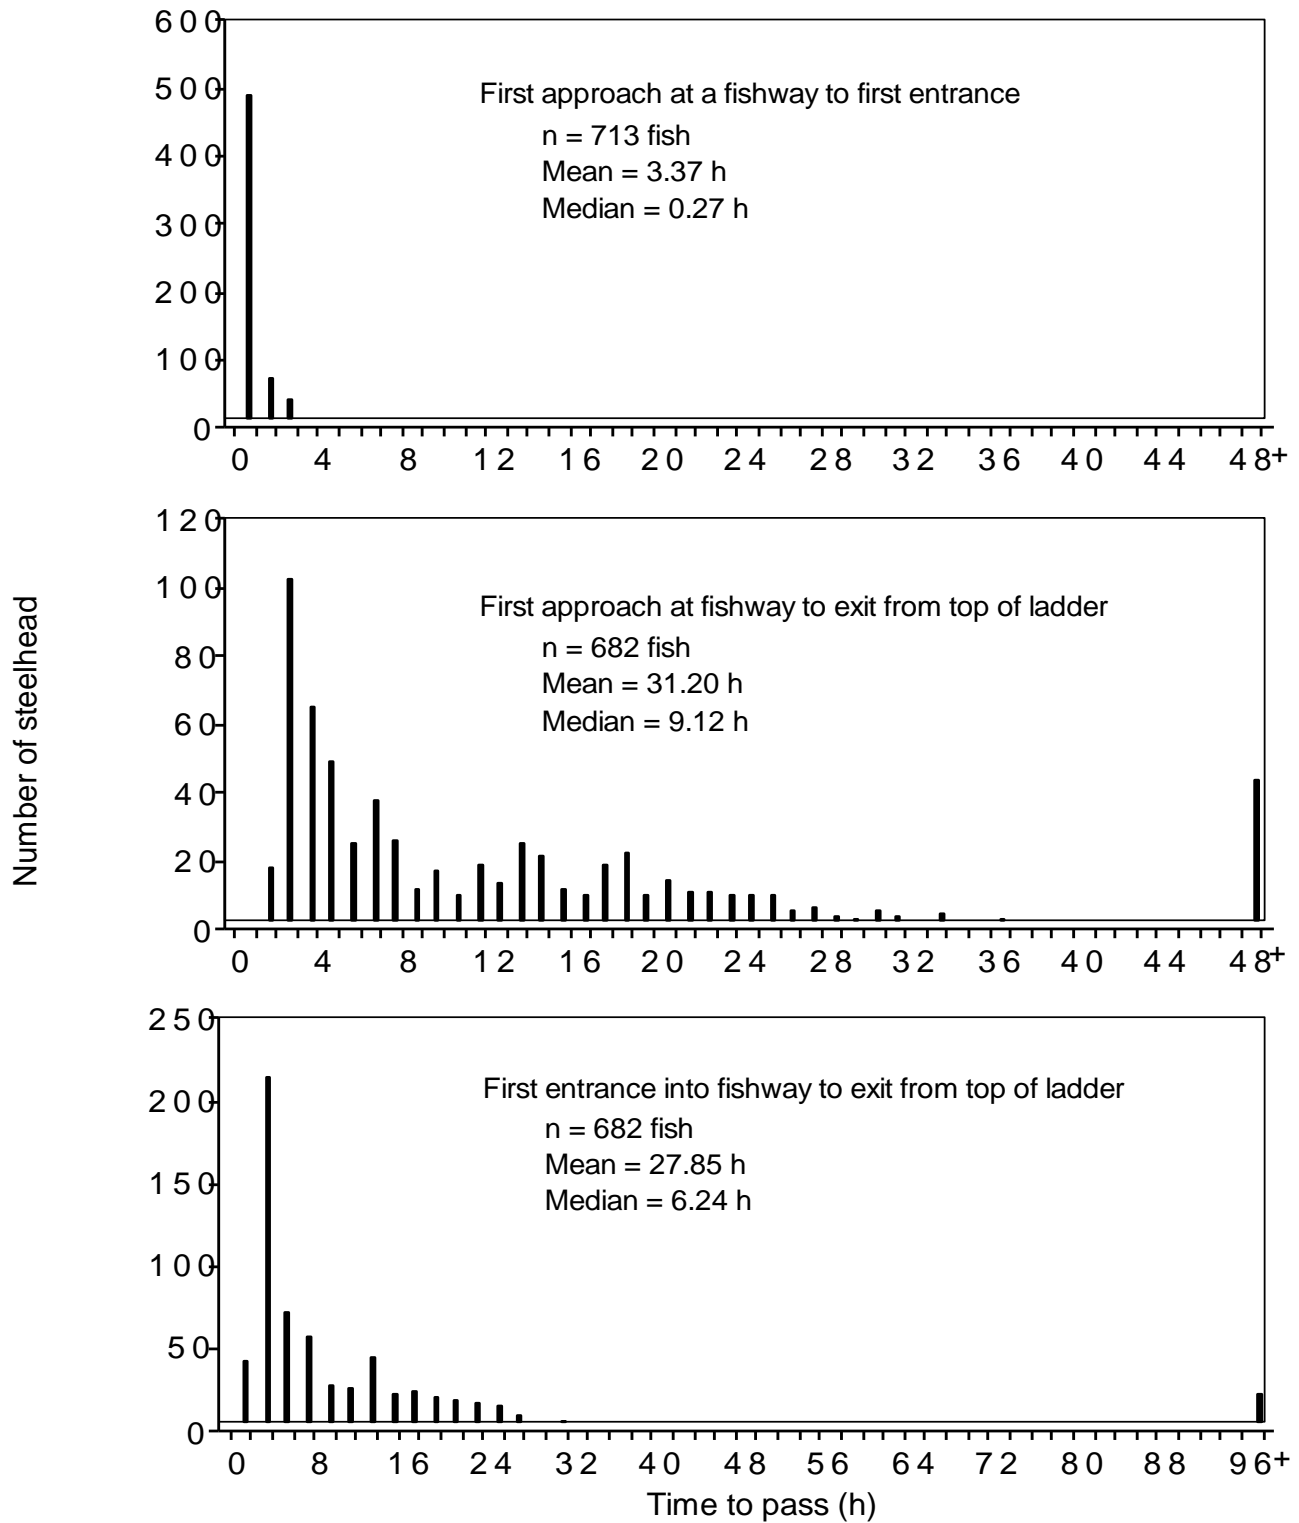 600
500
400
300
200
100
0
First approach at a fishway to first entrance
n = 713 fish
Mean = 3.37 h
Median = 0.27 h
0 4 8 12 16 20 24 28 32 36 40 44 48+
Number of steelhead
120
100
80
60
40
20
0
First approach at fishway to exit from top of ladder
n = 682 fish
Mean = 31.20 h
Median = 9.12 h
0 4 8 12 16 20 24 28 32 36 40 44 48+
250
200
150
100
50
0
First entrance into fishway to exit from top of ladder
n = 682 fish
Mean = 27.85 h
Median = 6.24 h
0 8 16 24 32 40 48 56 64 72 80 88 96+
Time to pass (h)